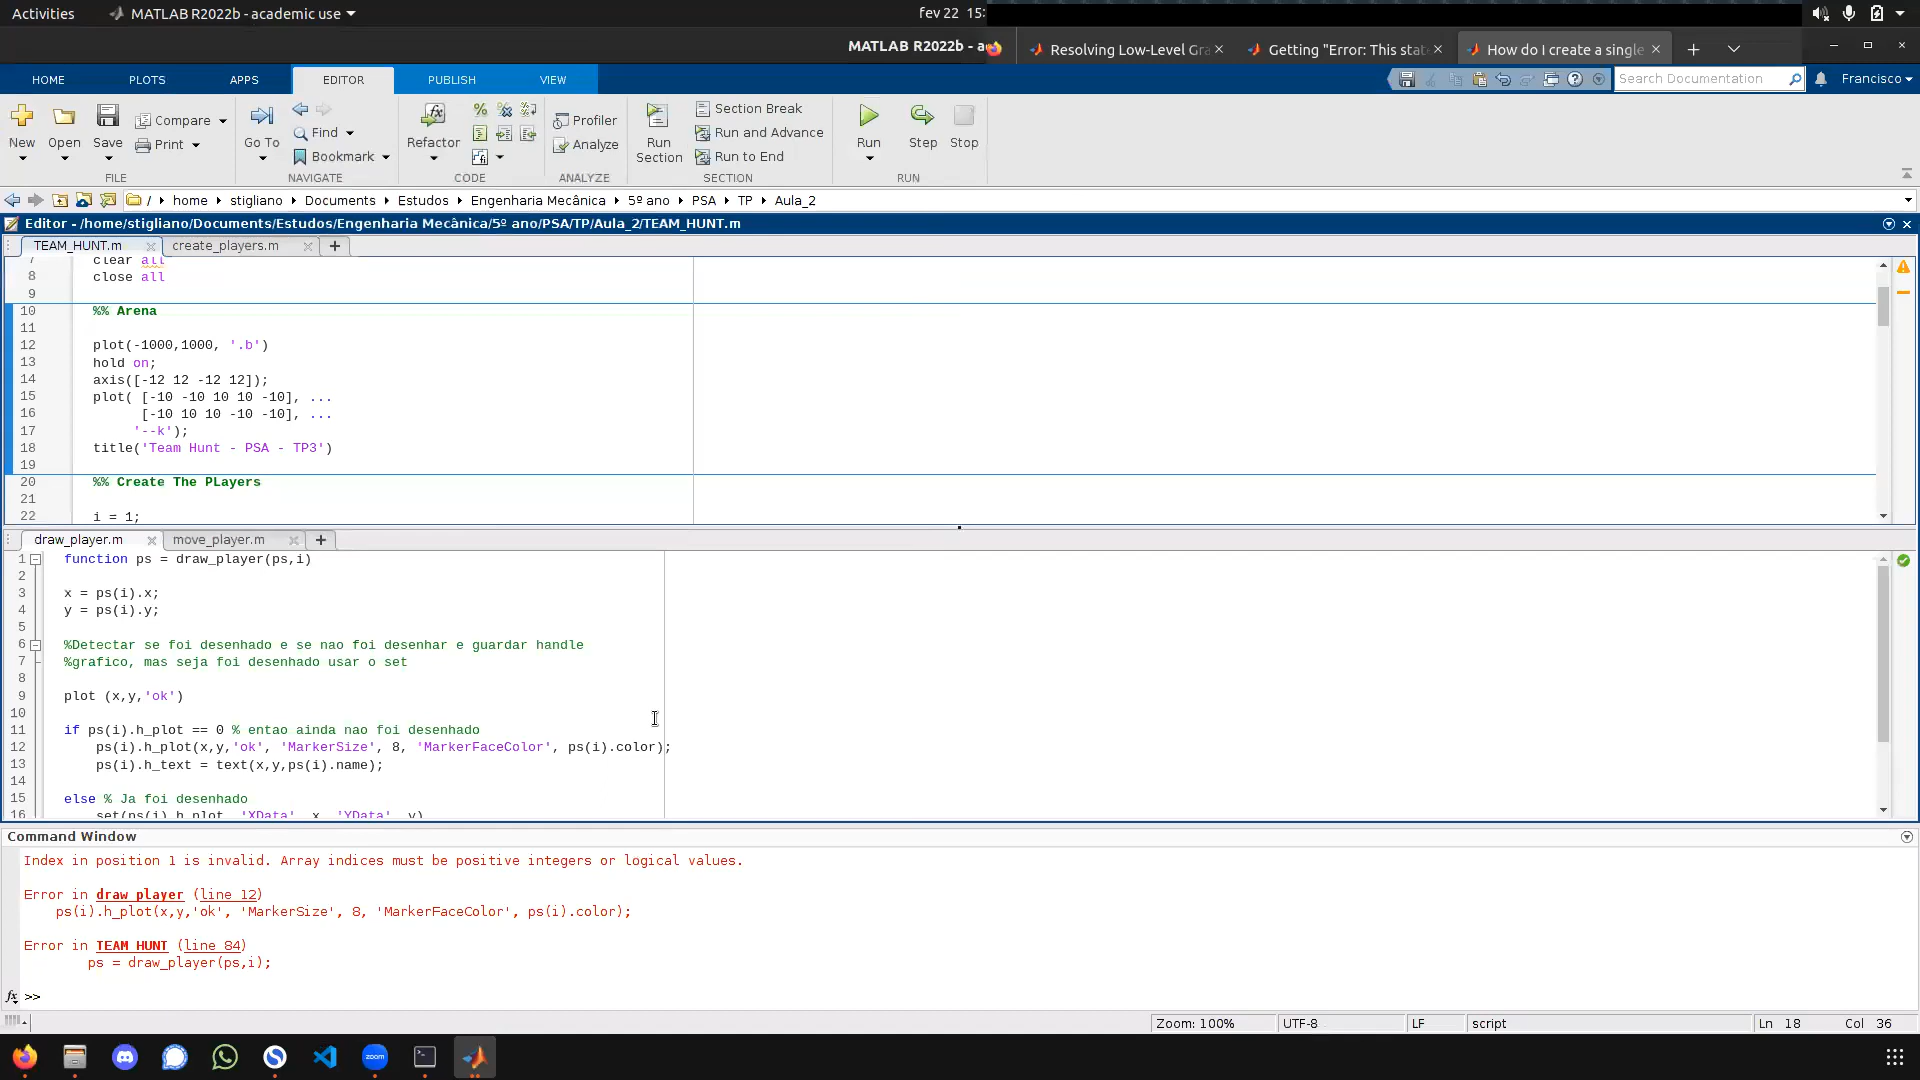 Activities
MATLAB R2022b - academic use
fev 22 15:
MATLAB R2022b - a
Resolving Low-Level Gra
Getting "Error: This stat
How do I create a single
HOME
PLOTS
APPS
EDITOR
PUBLISH
VIEW
Search Documentation
Francisco
New
Open
Save
Compare
Print
FILE
Go To
Find
Bookmark
NAVIGATE
Refactor
CODE
Profiler
Analyze
ANALYZE
Run
Section
Section Break
Run and Advance
Run to End
SECTION
Run
Step
Stop
RUN
/ home stigliano Documents Estudos Engenharia Mecânica 5º ano PSA TP Aula_2
Editor - /home/stigliano/Documents/Estudos/Engenharia Mecânica/5º ano/PSA/TP/Aula_2/TEAM_HUNT.m
TEAM_HUNT.m
create_players.m
7 clear all
8 close all
9
10 %% Arena
11
12 plot(-1000,1000, '.b')
13 hold on;
14 axis([-12 12 -12 12]);
15 plot( [-10 -10 10 10 -10], ...
16 [-10 10 10 -10 -10], ...
17 '--k');
18 title('Team Hunt - PSA - TP3')
19
20 %% Create The PLayers
21
22 i = 1;
draw_player.m
move_player.m
1 function ps = draw_player(ps,i)
2
3 x = ps(i).x;
4 y = ps(i).y;
5
6 %Detectar se foi desenhado e se nao foi desenhar e guardar handle
7 %grafico, mas seja foi desenhado usar o set
8
9 plot (x,y,'ok')
10
11 if ps(i).h_plot == 0 % entao ainda nao foi desenhado
12 ps(i).h_plot(x,y,'ok', 'MarkerSize', 8, 'MarkerFaceColor', ps(i).color);
13 ps(i).h_text = text(x,y,ps(i).name);
14
15 else % Ja foi desenhado
16 set(ps(i).h_plot, 'XData', x, 'YData', y)
Command Window
Index in position 1 is invalid. Array indices must be positive integers or logical values.
Error in draw_player (line 12)
ps(i).h_plot(x,y,'ok', 'MarkerSize', 8, 'MarkerFaceColor', ps(i).color);
Error in TEAM_HUNT (line 84)
ps = draw_player(ps,i);
fx >>
Zoom: 100%
UTF-8
LF
script
Ln 18
Col 36
zoom